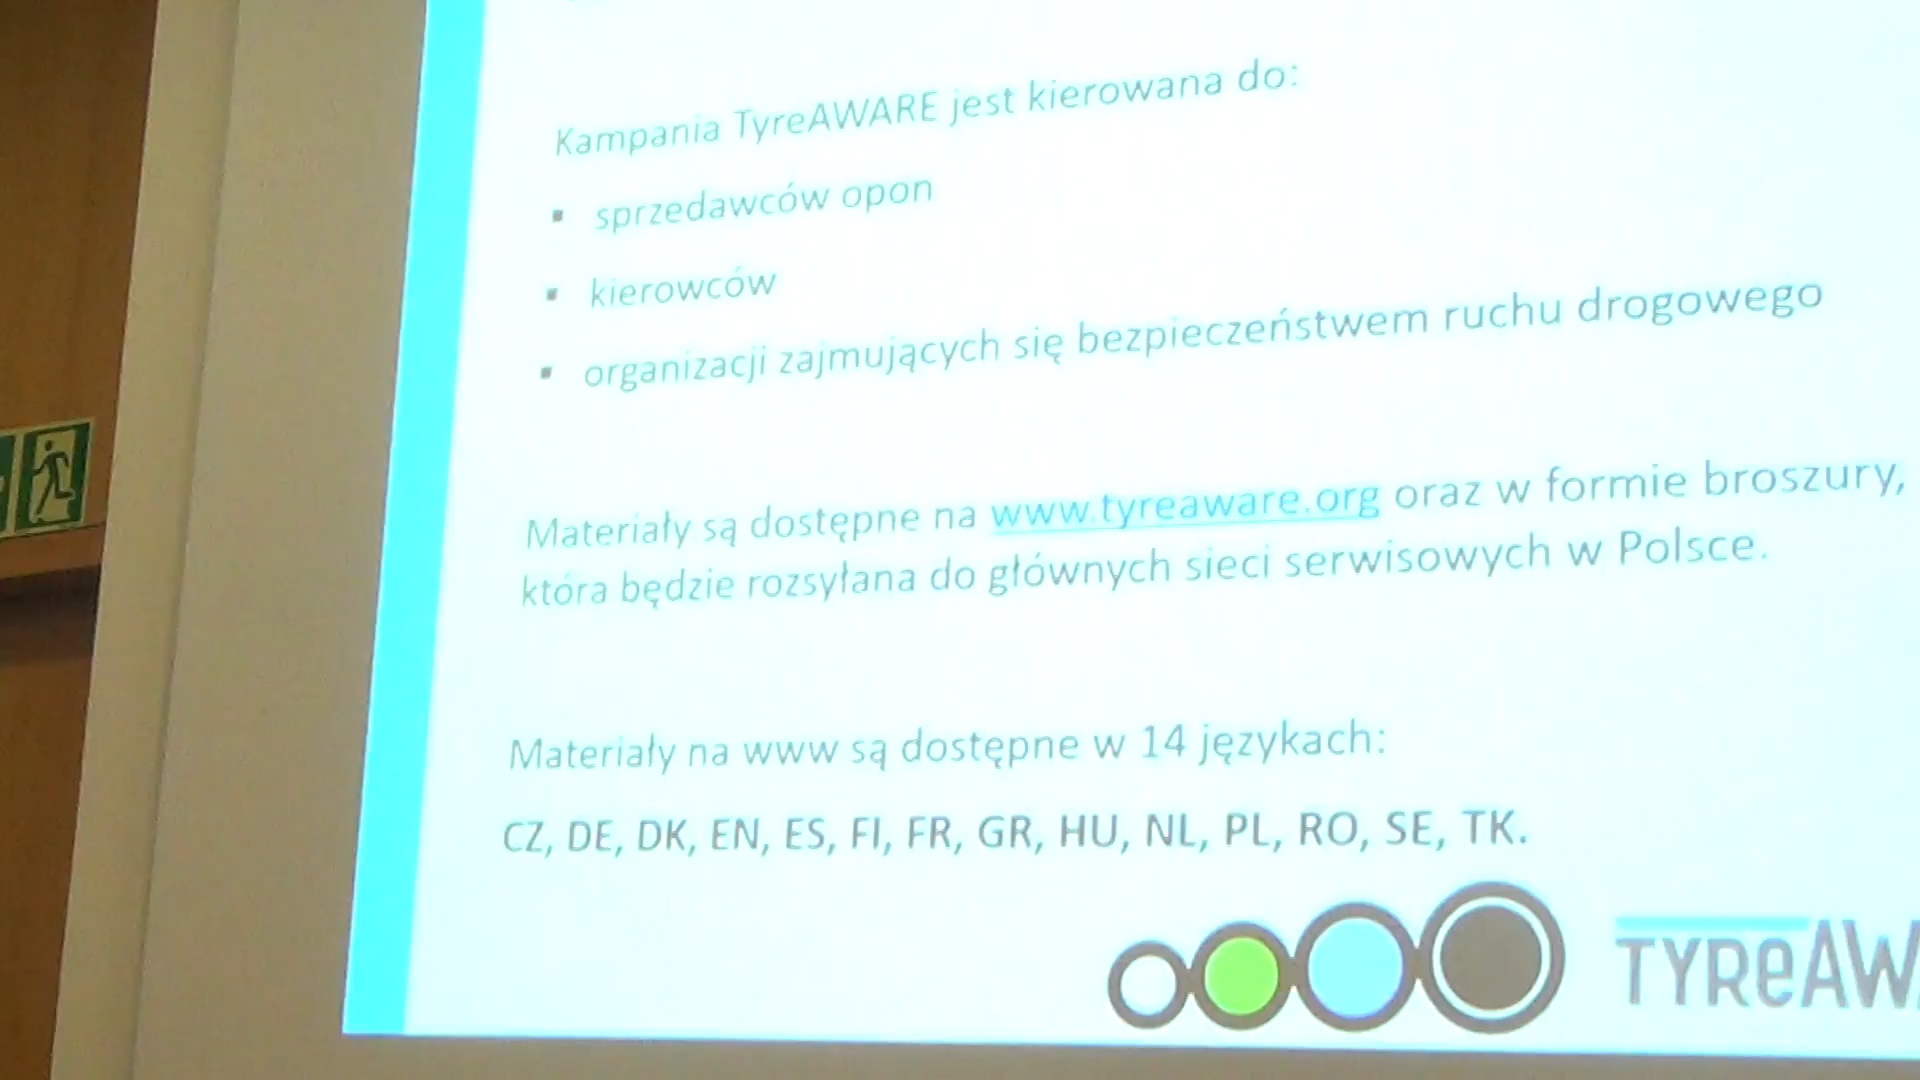 Kampania TyreAWARE jest kierowana do:
▪ sprzedawców opon
▪ kierowców
▪ organizacji zajmujących się bezpieczeństwem ruchu drogowego
Materiały są dostępne na www.tyreaware.org oraz w formie broszury,
która będzie rozsyłana do głównych sieci serwisowych w Polsce.
Materiały na www są dostępne w 14 językach:
CZ, DE, DK, EN, ES, FI, FR, GR, HU, NL, PL, RO, SE, TK.
TYReAW